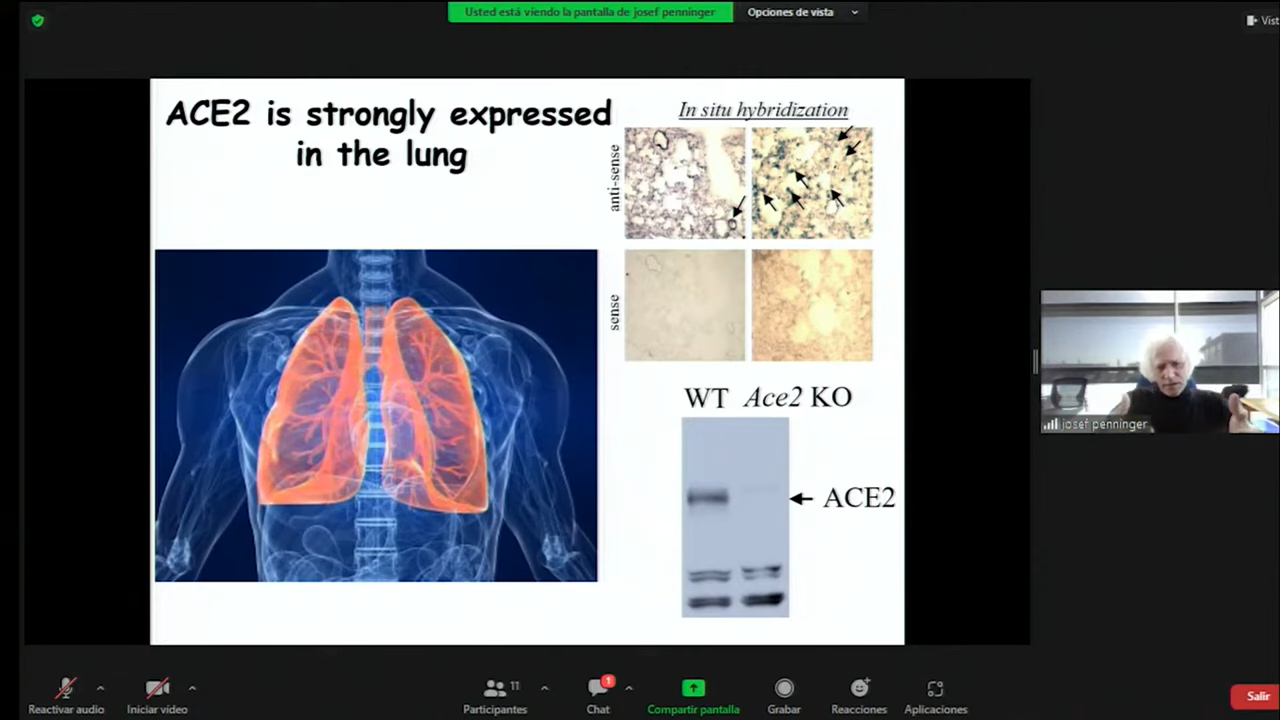 Usted está viendo la pantalla de josef penninger
Opciones de vista
Vist
ACE2 is strongly expressed
in the lung
In situ hybridization
anti-sense
sense
WT Ace2 KO
ACE2
josef penninger
Reactivar audio
Iniciar vídeo
11
Participantes
1
Chat
Compartir pantalla
Grabar
Reacciones
Aplicaciones
Salir